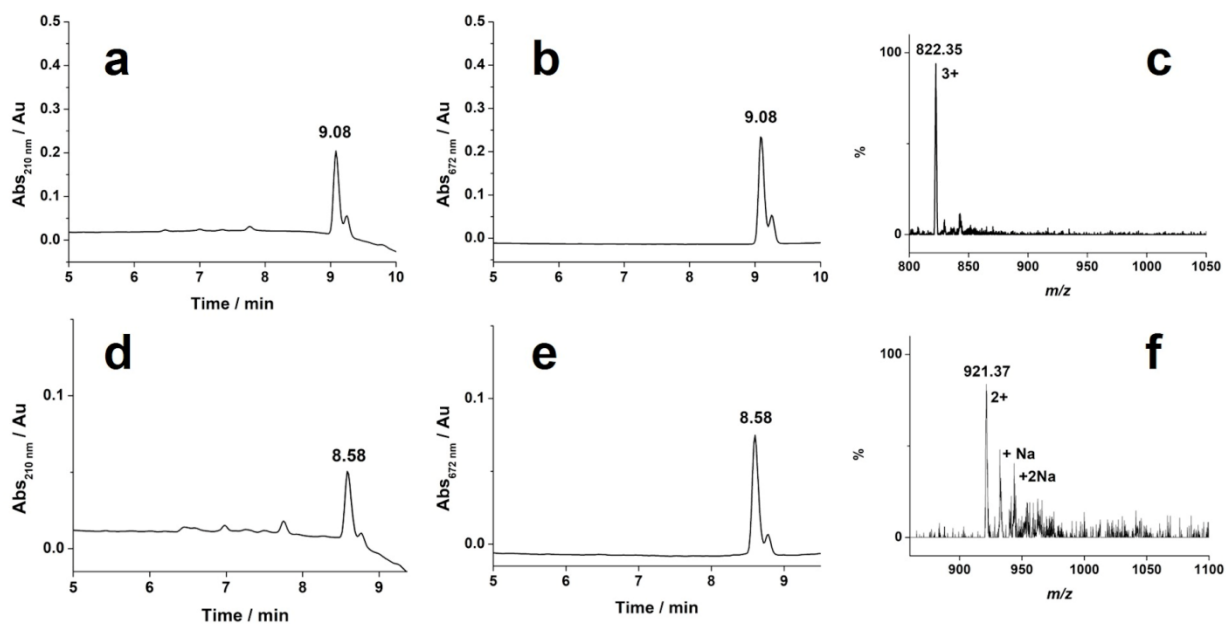 a
0.5
0.4
0.3
0.2
0.1
0.0
Abs210 nm / Au
9.08
5 6 7 8 9 10
Time / min
b
0.5
0.4
0.3
0.2
0.1
0.0
Abs672 nm / Au
9.08
5 6 7 8 9 10
Time / min
c
100
0
%
822.35
3+
800 850 900 950 1000 1050
m/z
d
0.1
0.0
Abs210 nm / Au
8.58
5 6 7 8 9
Time / min
e
0.1
0.0
Abs672 nm / Au
8.58
5 6 7 8 9
Time / min
f
100
0
%
921.37
2+
+ Na
+2Na
900 950 1000 1050 1100
m/z